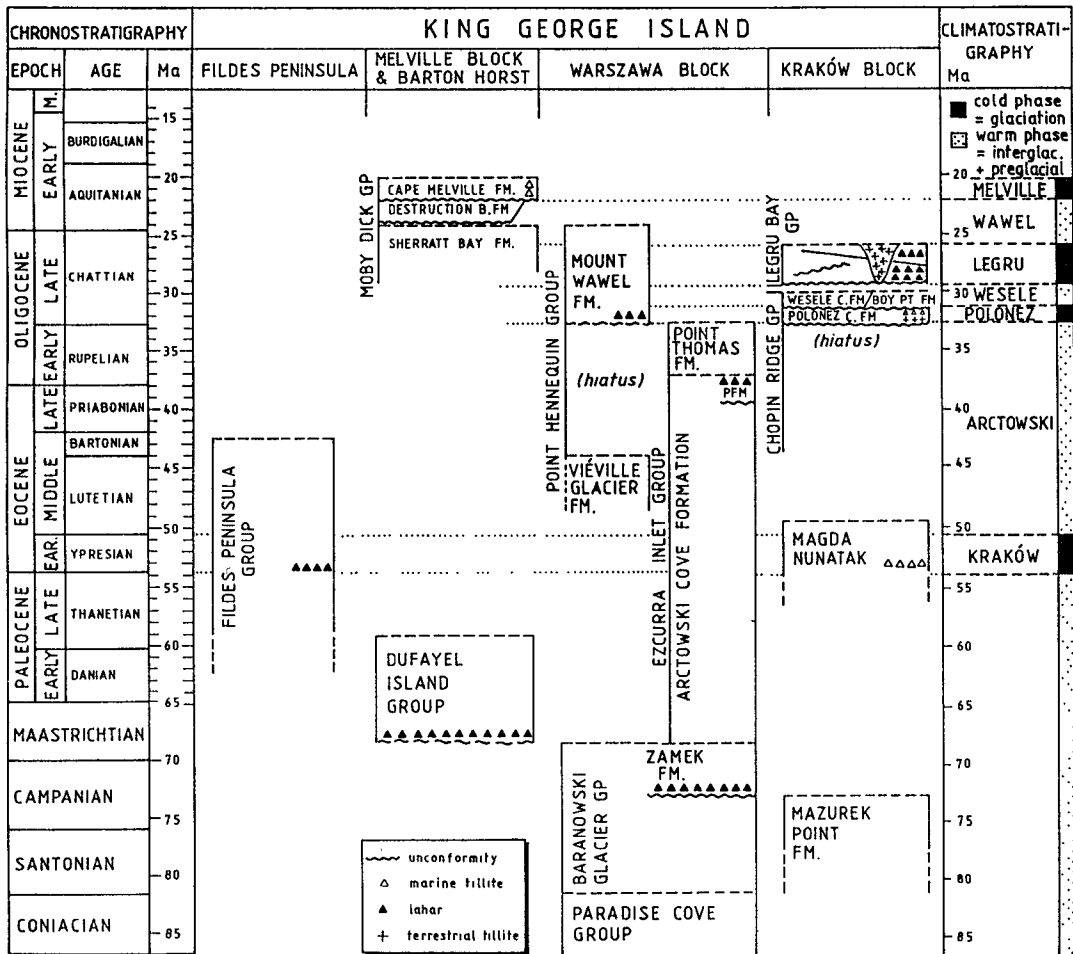 CHRONOSTRATIGRAPHY
KING GEORGE ISLAND
CLIMATOSTRATI-
GRAPHY
Ma
EPOCH
AGE
Ma
FILDES PENINSULA
MELVILLE BLOCK
& BARTON HORST
WARSZAWA BLOCK
KRAKÓW BLOCK
MIOCENE
M.
EARLY
BURDIGALIAN
AQUITANIAN
OLIGOCENE
LATE
CHATTIAN
EARLY
RUPELIAN
EOCENE
LATE
PRIABONIAN
MIDDLE
BARTONIAN
LUTETIAN
EAR.
YPRESIAN
PALEOCENE
LATE
THANETIAN
EARLY
DANIAN
MAASTRICHTIAN
CAMPANIAN
SANTONIAN
CONIACIAN
15
20
25
30
35
40
45
50
55
60
65
70
75
80
85
FILDES PENINSULA
GROUP
MOBY DICK GP
CAPE MELVILLE FM.
DESTRUCTION B.FM
SHERRATT BAY FM.
DUFAYEL
ISLAND
GROUP
unconformity
marine tillite
lahar
terrestrial tillite
POINT HENNEQUIN GROUP
MOUNT
WAWEL
FM.
(hiatus)
VIÉVILLE
GLACIER
FM.
EZCURRA INLET GROUP
ARCTOWSKI COVE FORMATION
POINT
THOMAS
FM.
PFM
BARANOWSKI
GLACIER GP
ZAMEK
FM.
PARADISE COVE
GROUP
LEGRU BAY
GP
CHOPIN RIDGE GP
WESELE C.FM/BOY PT FM
POLONEZ C.FM
(hiatus)
MAGDA
NUNATAK
MAZUREK
POINT
FM.
cold phase
= glaciation
warm phase
= interglac.
+ preglacial
20
MELVILLE
WAWEL
25
LEGRU
30
WESELE
POLONEZ
35
40
ARCTOWSKI
45
50
KRAKÓW
55
60
65
70
75
80
85